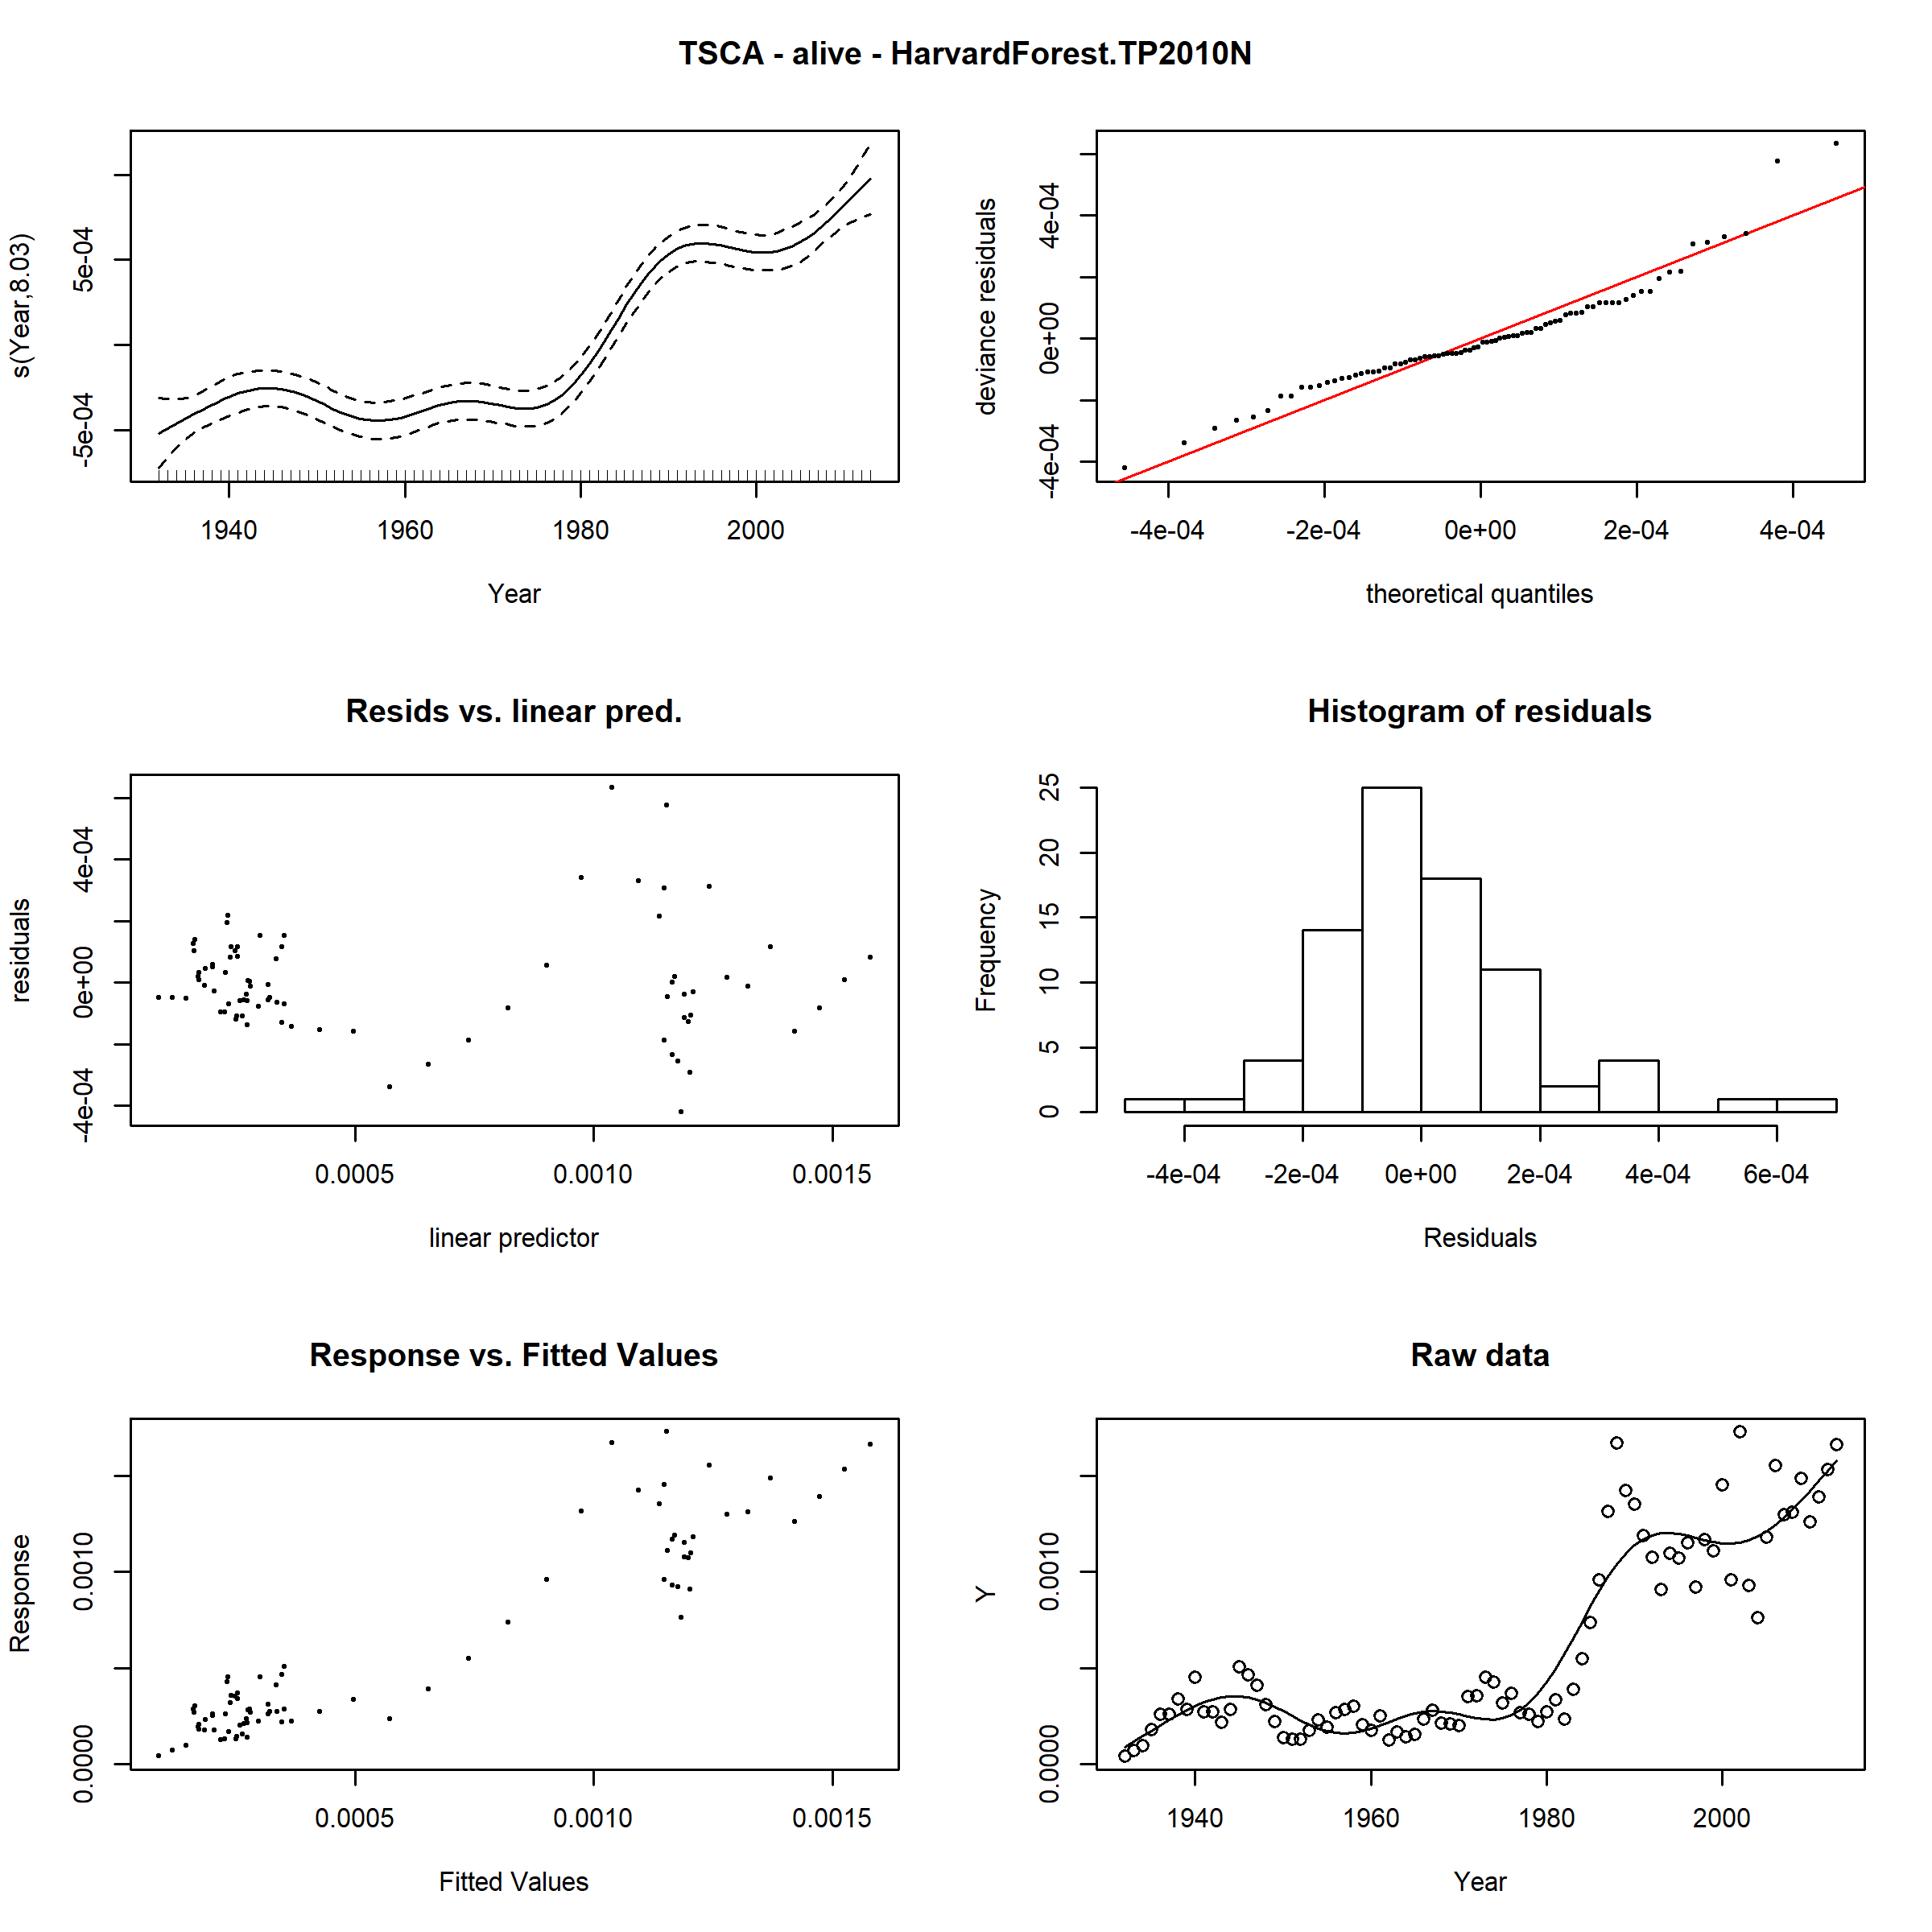 TSCA - alive - HarvardForest.TP2010N
s(Year,8.03)
-5e-04 5e-04
1940 1960 1980 2000
Year
deviance residuals
-4e-04 0e+00 4e-04
-4e-04 -2e-04 0e+00 2e-04 4e-04
theoretical quantiles
Resids vs. linear pred.
residuals
-4e-04 0e+00 4e-04
0.0005 0.0010 0.0015
linear predictor
Histogram of residuals
Frequency
0 5 10 15 20 25
-4e-04 -2e-04 0e+00 2e-04 4e-04 6e-04
Residuals
Response vs. Fitted Values
Response
0.0000 0.0010
0.0005 0.0010 0.0015
Fitted Values
Raw data
Y
0.0000 0.0010
1940 1960 1980 2000
Year